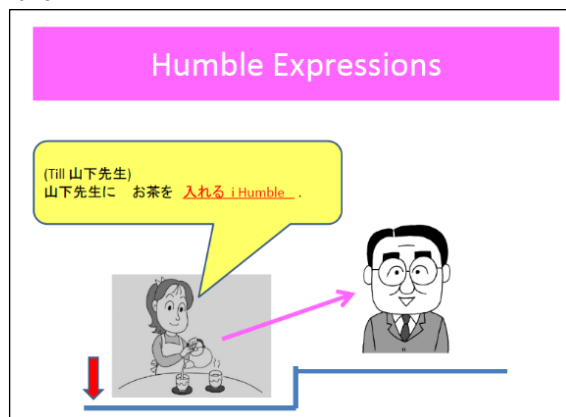 Humble Expressions
(Till 山下先生)
山下先生に お茶を 入れる i Humble .